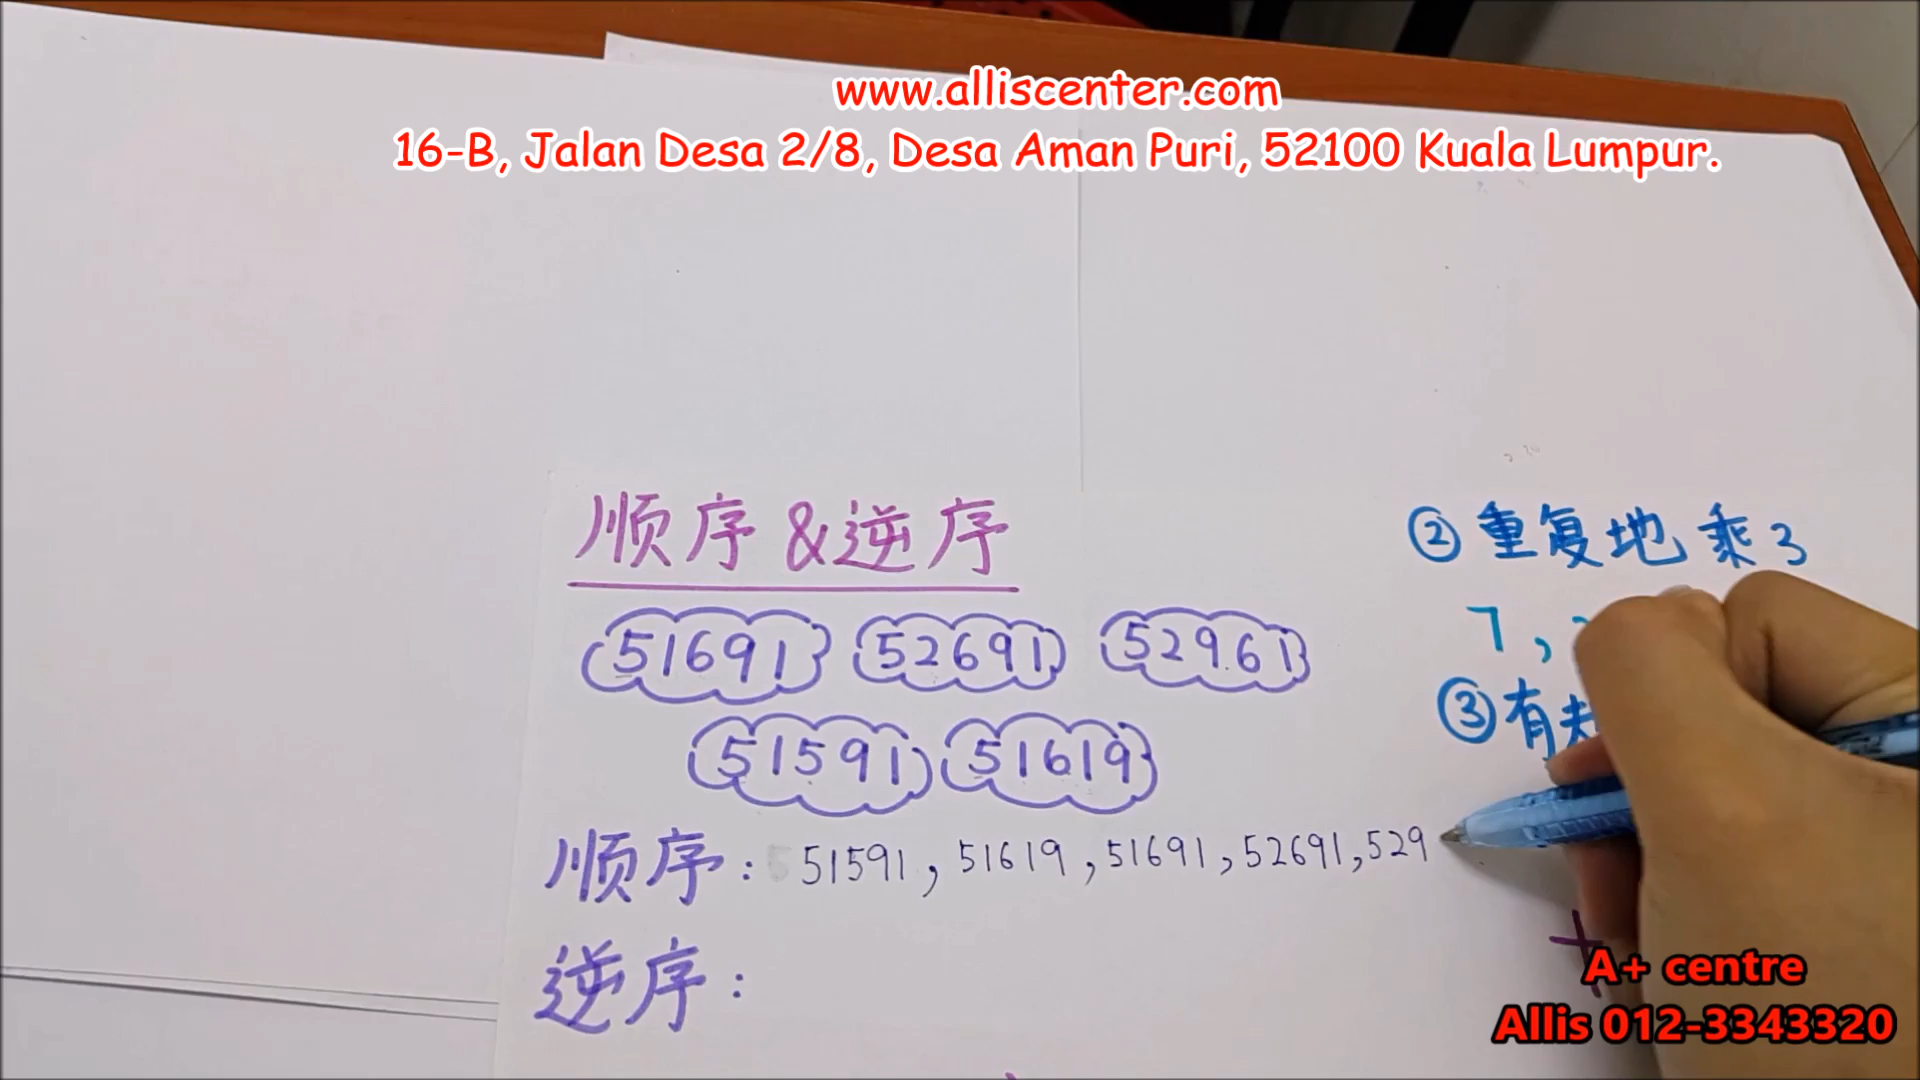 www.alliscenter.com
16-B, Jalan Desa 2/8, Desa Aman Puri, 52100 Kuala Lumpur.
顺序&逆序
51691 52691 52961
51591 51619
顺序: 51591, 51619, 51691, 52691, 529
逆序:
②重复地乘3
7,
③有
A+ centre
Allis 012-3343320